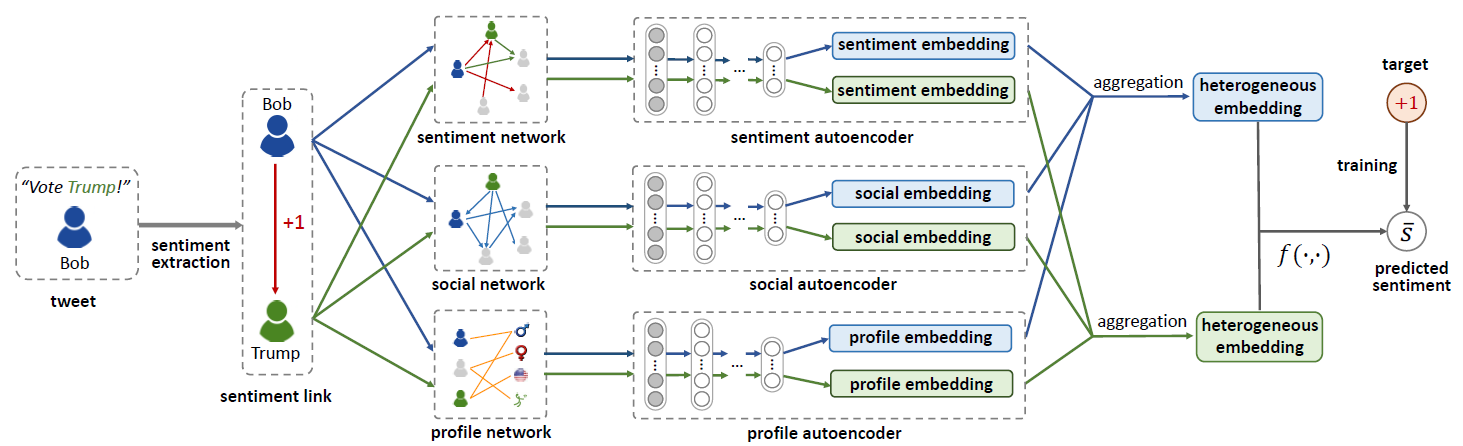 “Vote Trump!”
Bob
tweet
sentiment
extraction
Bob
+1
Trump
sentiment link
sentiment network
social network
profile network
...
sentiment embedding
sentiment embedding
sentiment autoencoder
...
social embedding
social embedding
social autoencoder
...
profile embedding
profile embedding
profile autoencoder
aggregation
heterogeneous
embedding
aggregation
heterogeneous
embedding
f(·,·)
target
+1
training
s̄
predicted
sentiment